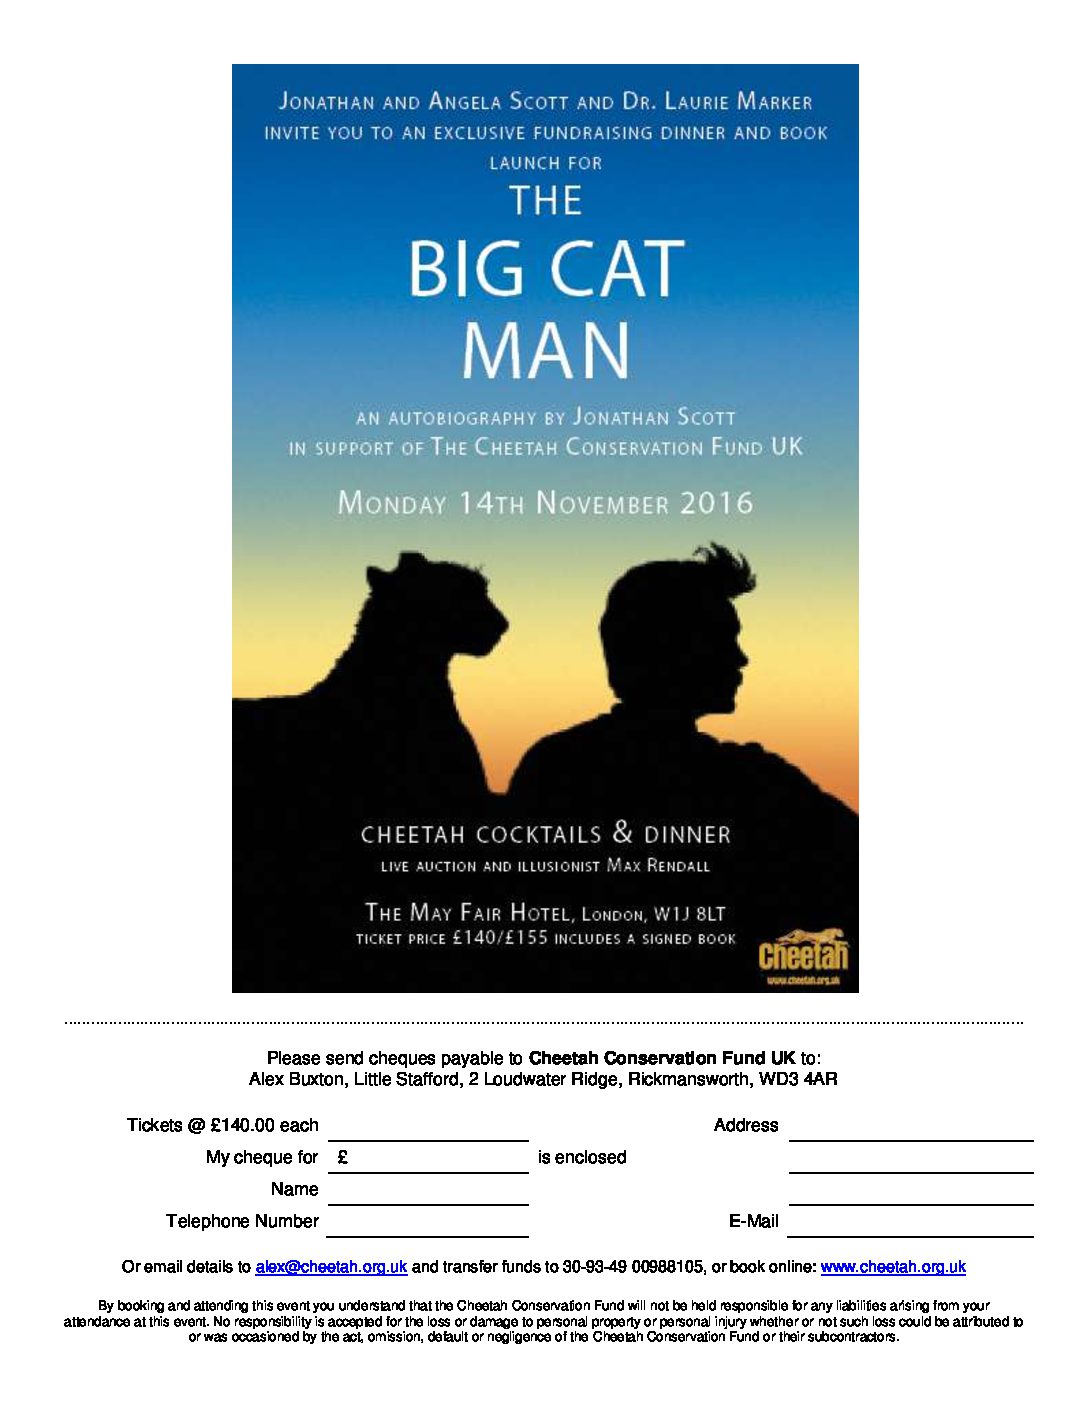 Jonathan and Angela Scott and Dr. Laurie Marker
invite you to an exclusive fundraising dinner and book
launch for
THE
BIG CAT
MAN
an autobiography by Jonathan Scott
in support of The Cheetah Conservation Fund UK
Monday 14th November 2016
cheetah cocktails & dinner
live auction and illusionist Max Rendall
The May Fair Hotel, London, W1J 8LT
ticket price £140/£155 includes a signed book
Cheetah
www.cheetah.org.uk
Please send cheques payable to Cheetah Conservation Fund UK to:
Alex Buxton, Little Stafford, 2 Loudwater Ridge, Rickmansworth, WD3 4AR
Tickets @ £140.00 each Address
My cheque for £ is enclosed
Name
Telephone Number E-Mail
Or email details to alex@cheetah.org.uk and transfer funds to 30-93-49 00988105, or book online: www.cheetah.org.uk
By booking and attending this event you understand that the Cheetah Conservation Fund will not be held responsible for any liabilities arising from your
attendance at this event. No responsibility is accepted for the loss or damage to personal property or personal injury whether or not such loss could be attributed to
or was occasioned by the act, omission, default or negligence of the Cheetah Conservation Fund or their subcontractors.